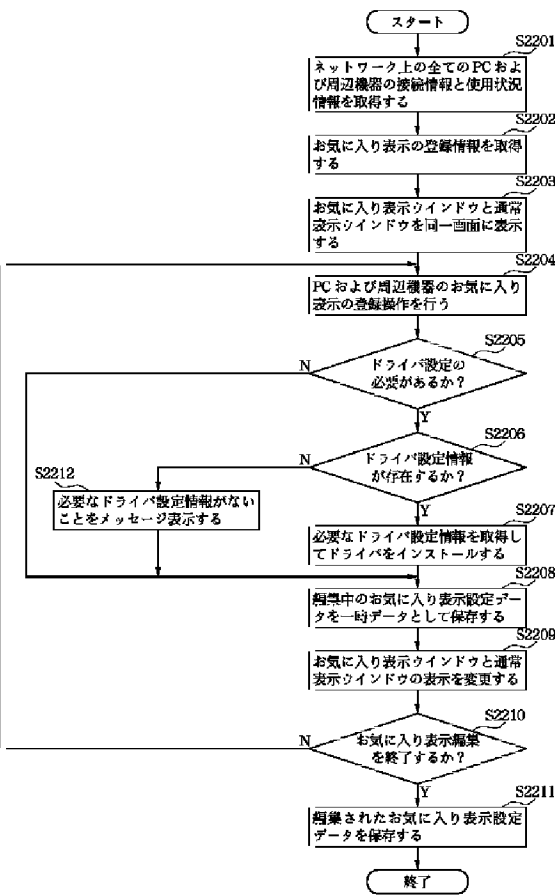 スタート
S2201
ネットワーク上の全てのPCおよ
び周辺機器の接続情報と使用状況
情報を取得する
S2202
お気に入り表示の登録情報を取得
する
S2203
お気に入り表示ウインドウと通常
表示ウインドウを同一画面に表示
する
S2204
PCおよび周辺機器のお気に入り
表示の登録操作を行う
S2205
ドライバ設定の
必要があるか？
N
Y
S2206
ドライバ設定情報
が存在するか？
N
Y
S2212
必要なドライバ設定情報がない
ことをメッセージ表示する
S2207
必要なドライバ設定情報を取得し
てドライバをインストールする
S2208
編集中のお気に入り表示設定デー
タを一時データとして保存する
S2209
お気に入り表示ウインドウと通常
表示ウインドウの表示を変更する
S2210
お気に入り表示編集
を終了するか？
N
Y
S2211
編集されたお気に入り表示設定
データを保存する
終了